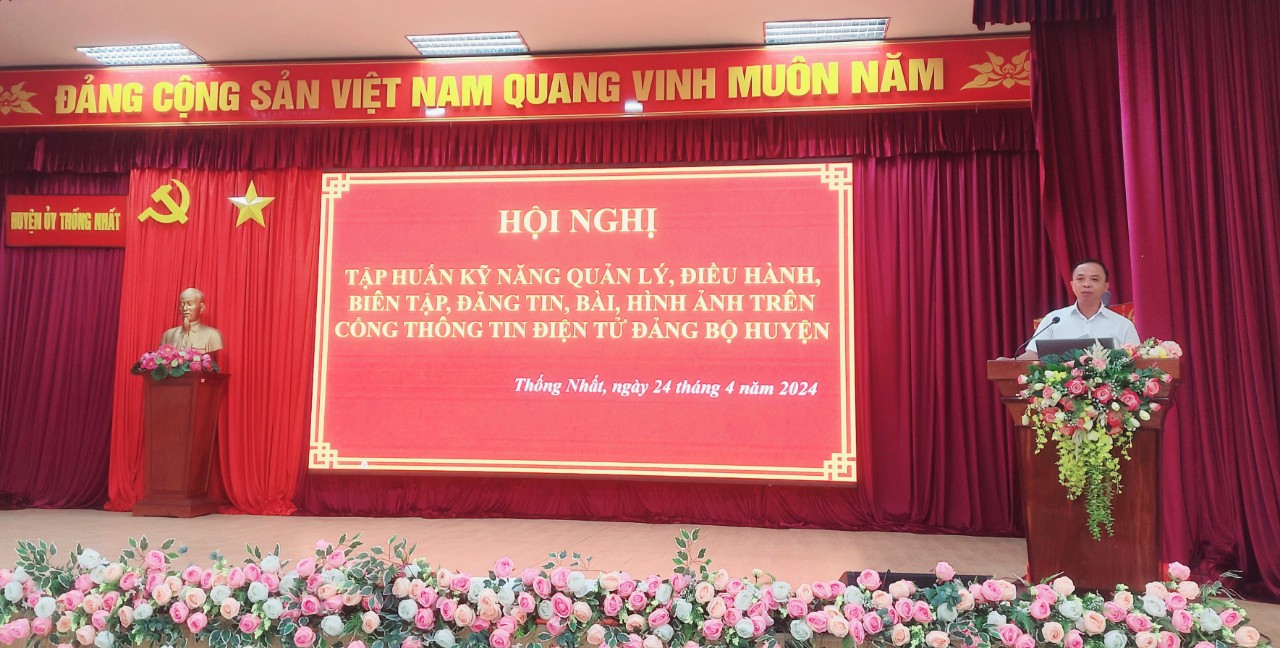 ĐẢNG CỘNG SẢN VIỆT NAM QUANG VINH MUÔN NĂM
HUYỆN ỦY THỐNG NHẤT
HỘI NGHỊ
TẬP HUẤN KỸ NĂNG QUẢN LÝ, ĐIỀU HÀNH,
BIÊN TẬP, ĐĂNG TIN, BÀI, HÌNH ẢNH TRÊN
CỔNG THÔNG TIN ĐIỆN TỬ ĐẢNG BỘ HUYỆN
Thống Nhất, ngày 24 tháng 4 năm 2024